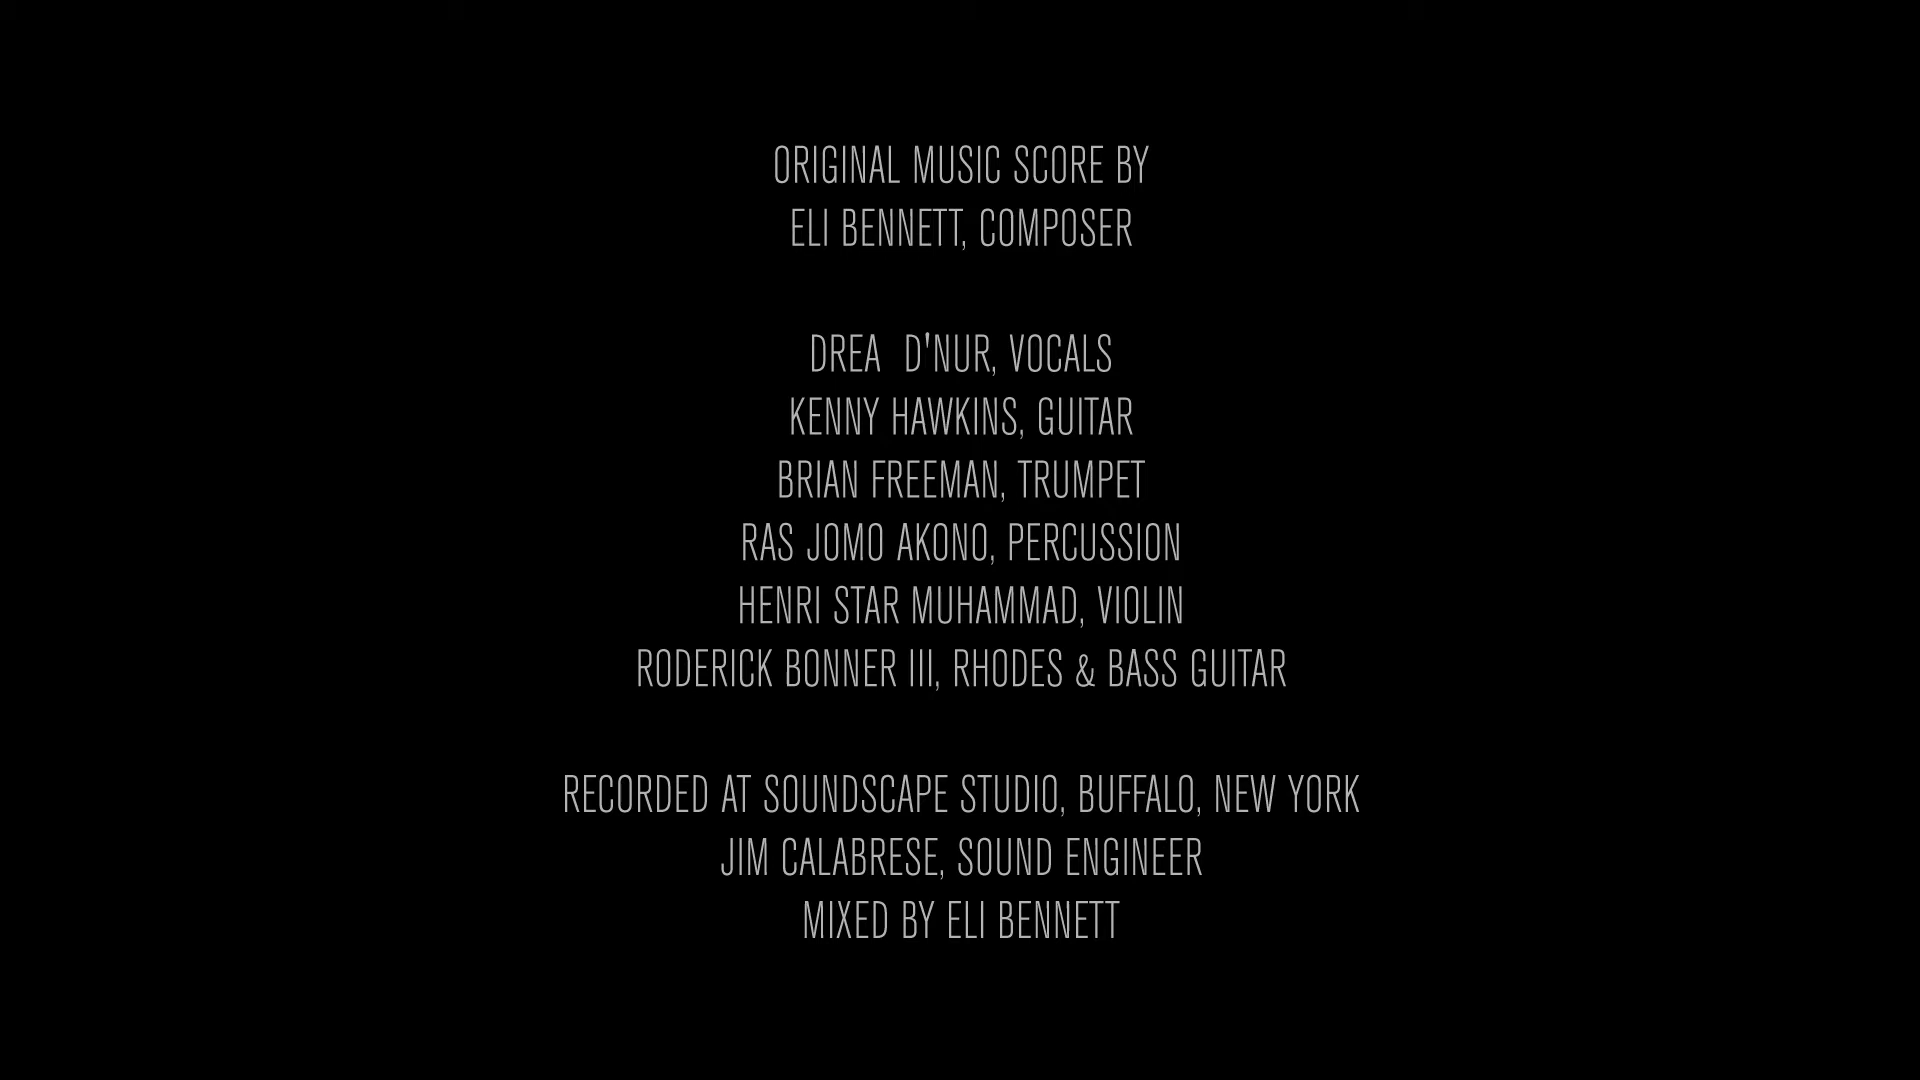 ORIGINAL MUSIC SCORE BY
ELI BENNETT, COMPOSER
DREA  D'NUR, VOCALS
KENNY HAWKINS, GUITAR
BRIAN FREEMAN, TRUMPET
RAS JOMO AKONO, PERCUSSION
HENRI STAR MUHAMMAD, VIOLIN
RODERICK BONNER III, RHODES & BASS GUITAR
RECORDED AT SOUNDSCAPE STUDIO, BUFFALO, NEW YORK
JIM CALABRESE, SOUND ENGINEER
MIXED BY ELI BENNETT